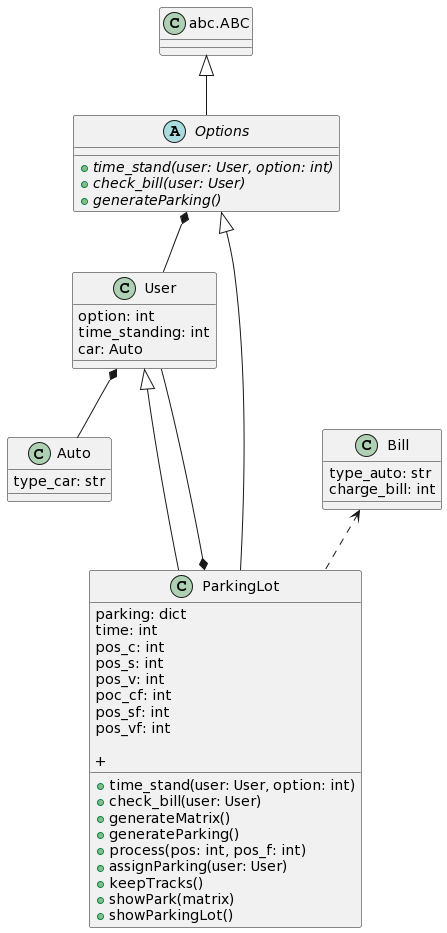 C abc.ABC
A Options
+ time_stand(user: User, option: int)
+ check_bill(user: User)
+ generateParking()
C User
option: int
time_standing: int
car: Auto
C Auto
type_car: str
C Bill
type_auto: str
charge_bill: int
C ParkingLot
parking: dict
time: int
pos_c: int
pos_s: int
pos_v: int
poc_cf: int
pos_sf: int
pos_vf: int
+
time_stand(user: User, option: int)
check_bill(user: User)
generateMatrix()
generateParking()
process(pos: int, pos_f: int)
assignParking(user: User)
keepTracks()
showPark(matrix)
showParkingLot()